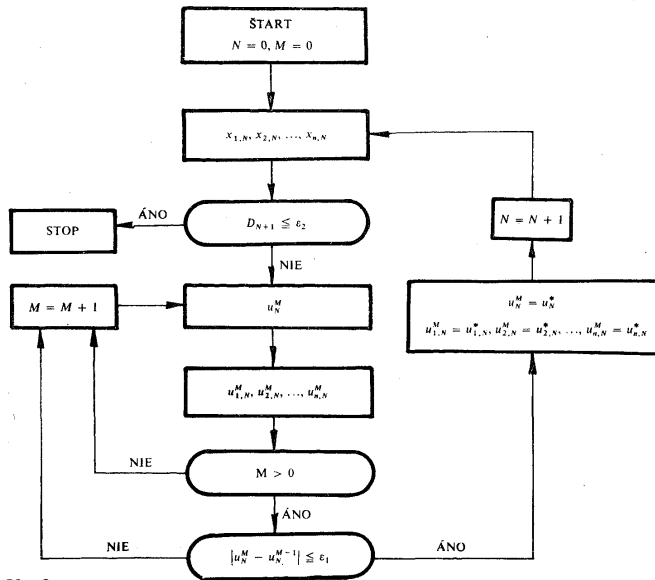 ŠTART
N = 0, M = 0
x_{1,N}, x_{2,N}, ..., x_{n,N}
ÁNO
D_{N+1} ≦ ε_2
STOP
N = N + 1
NIE
M = M + 1
u_N^M
u_N^M = u_N^*
u_{1,N}^M = u_{1,N}^*, u_{2,N}^M = u_{2,N}^*, ..., u_{n,N}^M = u_{n,N}^*
u_{1,N}^M, u_{2,N}^M, ..., u_{n,N}^M
NIE
M > 0
ÁNO
NIE
|u_N^M − u_N^{M−1}| ≦ ε_1
ÁNO